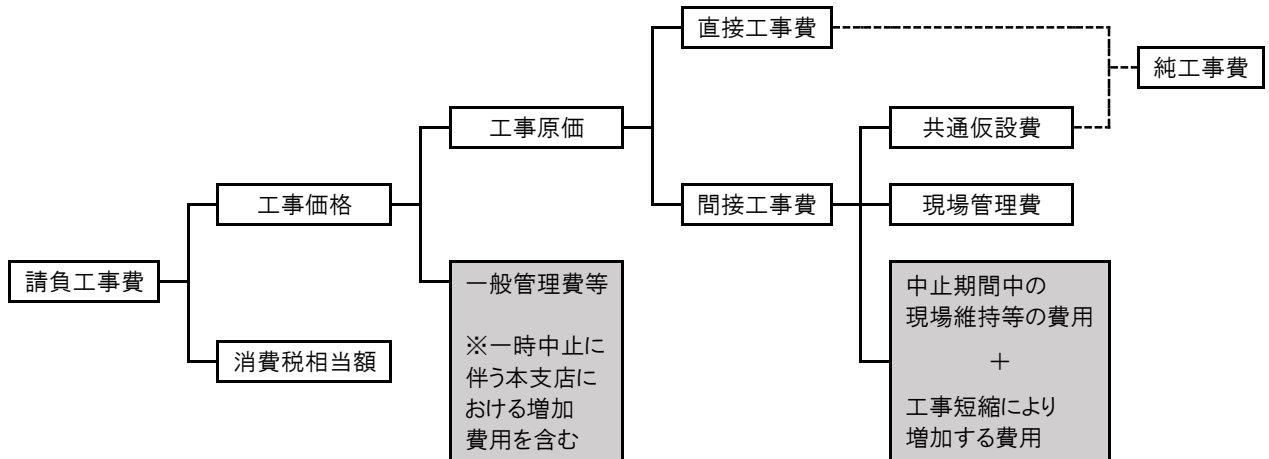 直接工事費
純工事費
工事原価
共通仮設費
工事価格
間接工事費
現場管理費
請負工事費
一般管理費等
※一時中止に
伴う本支店に
おける増加
費用を含む
中止期間中の
現場維持等の費用
+
工事短縮により
増加する費用
消費税相当額